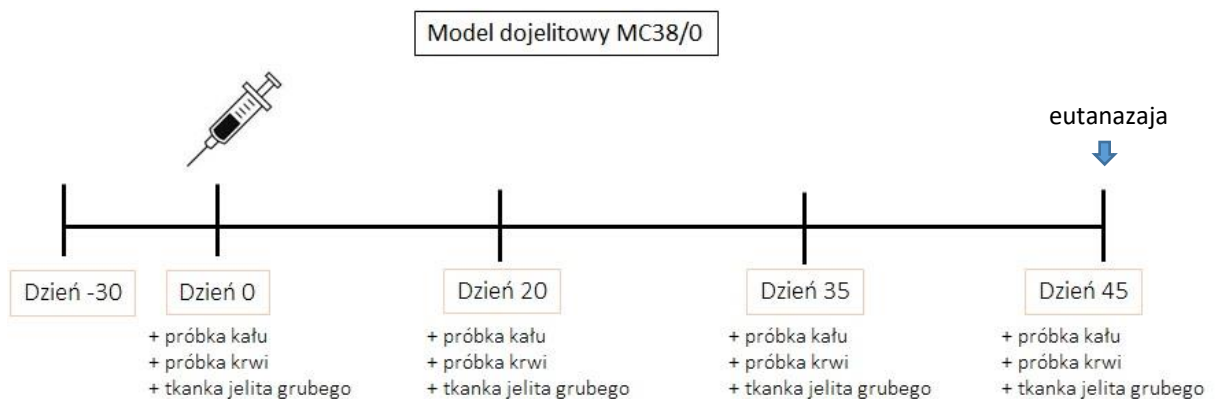 Model dojelitowy MC38/0
eutanazaja
Dzień -30
Dzień 0
+ próbka kału
+ próbka krwi
+ tkanka jelita grubego
Dzień 20
+ próbka kału
+ próbka krwi
+ tkanka jelita grubego
Dzień 35
+ próbka kału
+ próbka krwi
+ tkanka jelita grubego
Dzień 45
+ próbka kału
+ próbka krwi
+ tkanka jelita grubego